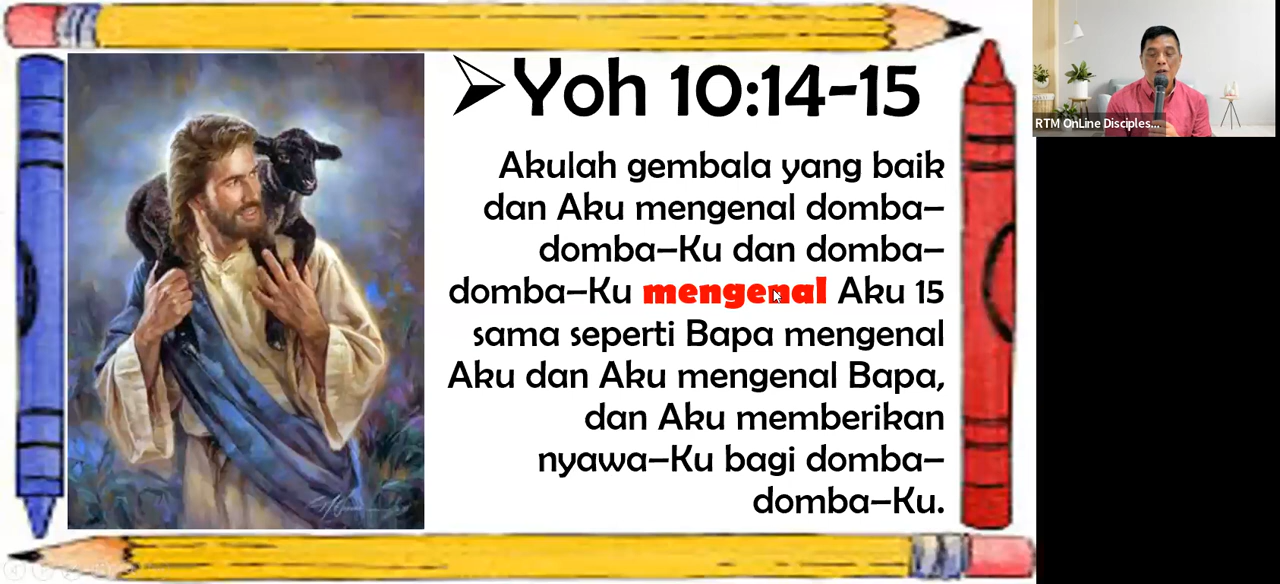 Yoh 10:14-15
Akulah gembala yang baik
dan Aku mengenal domba–
domba–Ku dan domba–
domba–Ku mengenal Aku 15
sama seperti Bapa mengenal
Aku dan Aku mengenal Bapa,
dan Aku memberikan
nyawa–Ku bagi domba–
domba–Ku.
RTM OnLine Disciples...